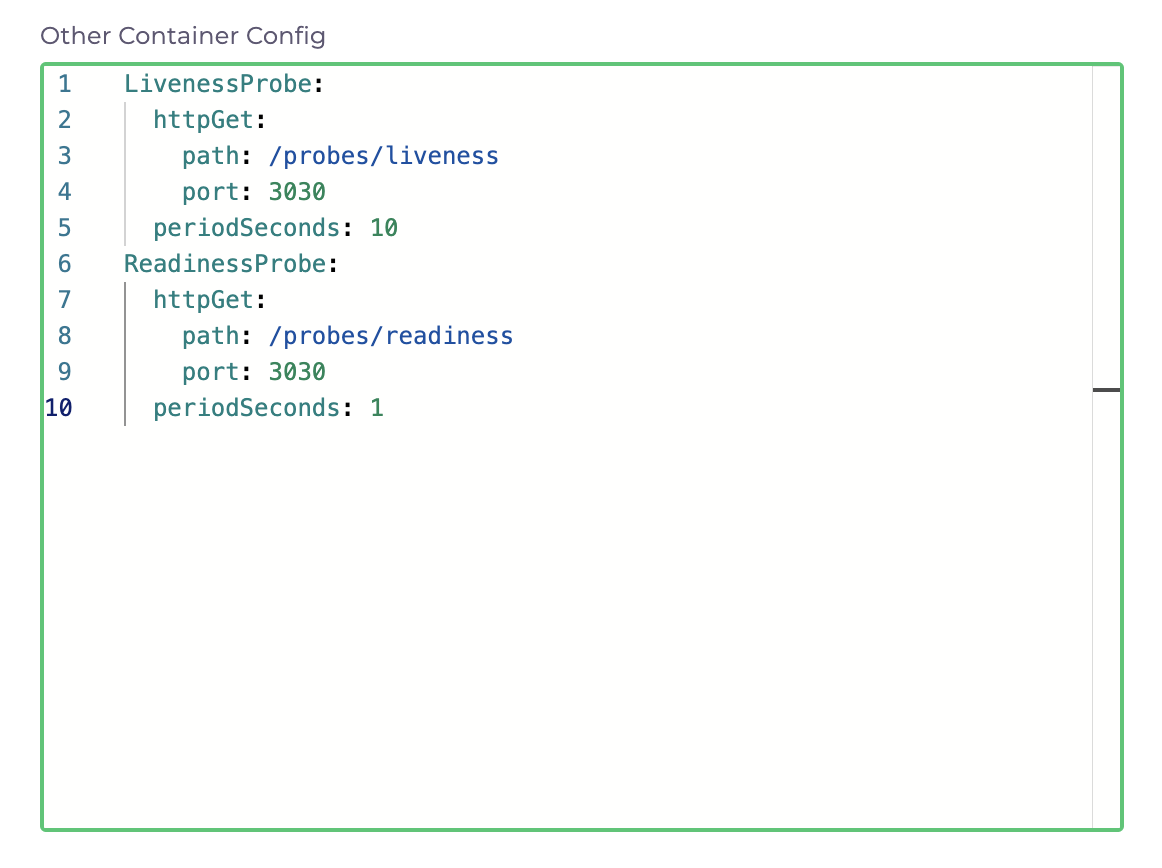 Other Container Config
1 LivenessProbe:
2   httpGet:
3     path: /probes/liveness
4     port: 3030
5   periodSeconds: 10
6 ReadinessProbe:
7   httpGet:
8     path: /probes/readiness
9     port: 3030
10   periodSeconds: 1